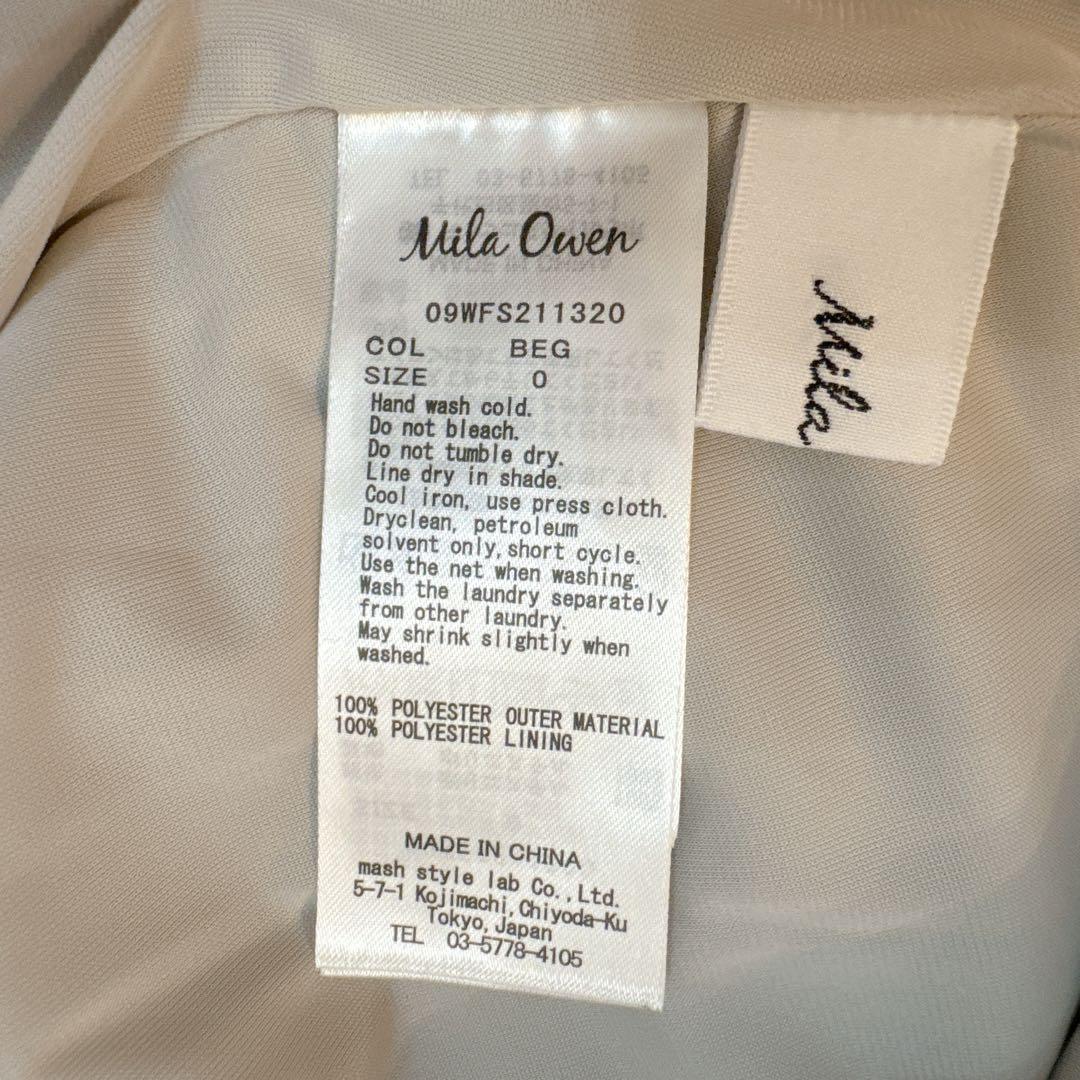 Mila Owen
09WFS211320
COL BEG
SIZE 0
Hand wash cold.
Do not bleach.
Do not tumble dry.
Line dry in shade.
Cool iron, use press cloth.
Dryclean, petroleum
solvent only, short cycle.
Use the net when washing.
Wash the laundry separately
from other laundry.
May shrink slightly when
washed.
100% POLYESTER OUTER MATERIAL
100% POLYESTER LINING
MADE IN CHINA
mash style lab Co., Ltd.
5-7-1 Kojimachi, Chiyoda-Ku
Tokyo, Japan
TEL 03-5778-4105
Mila